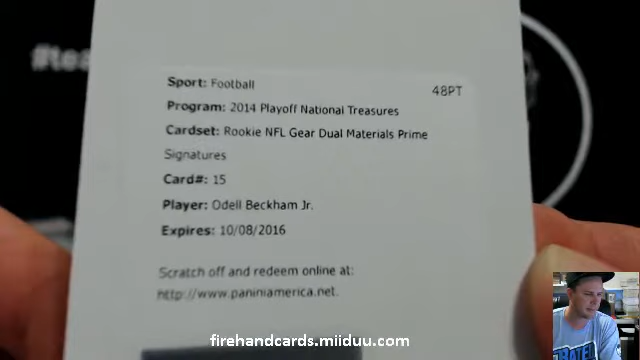 #tea
Sport: Football
48PT
Program: 2014 Playoff National Treasures
Cardset: Rookie NFL Gear Dual Materials Prime
Signatures
Card#: 15
Player: Odell Beckham Jr.
Expires: 10/08/2016
Scratch off and redeem online at:
http://www.paniniamerica.net.
firehandcards.miiduu.com